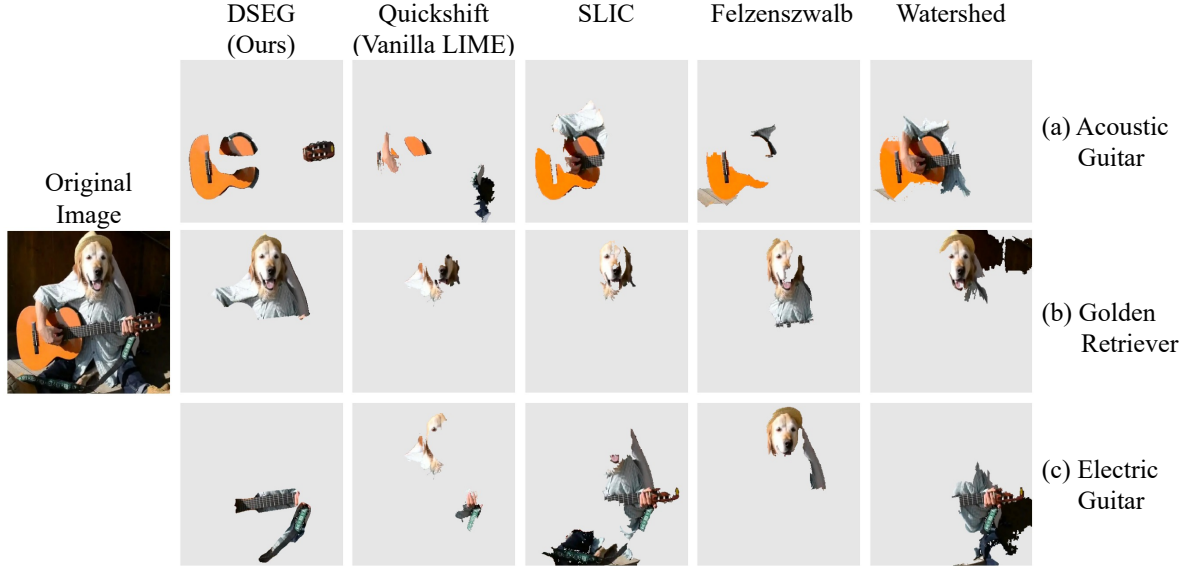 DSEG
(Ours)
Quickshift
(Vanilla LIME)
SLIC
Felzenszwalb
Watershed
Original
Image
(a) Acoustic
Guitar
(b) Golden
Retriever
(c) Electric
Guitar